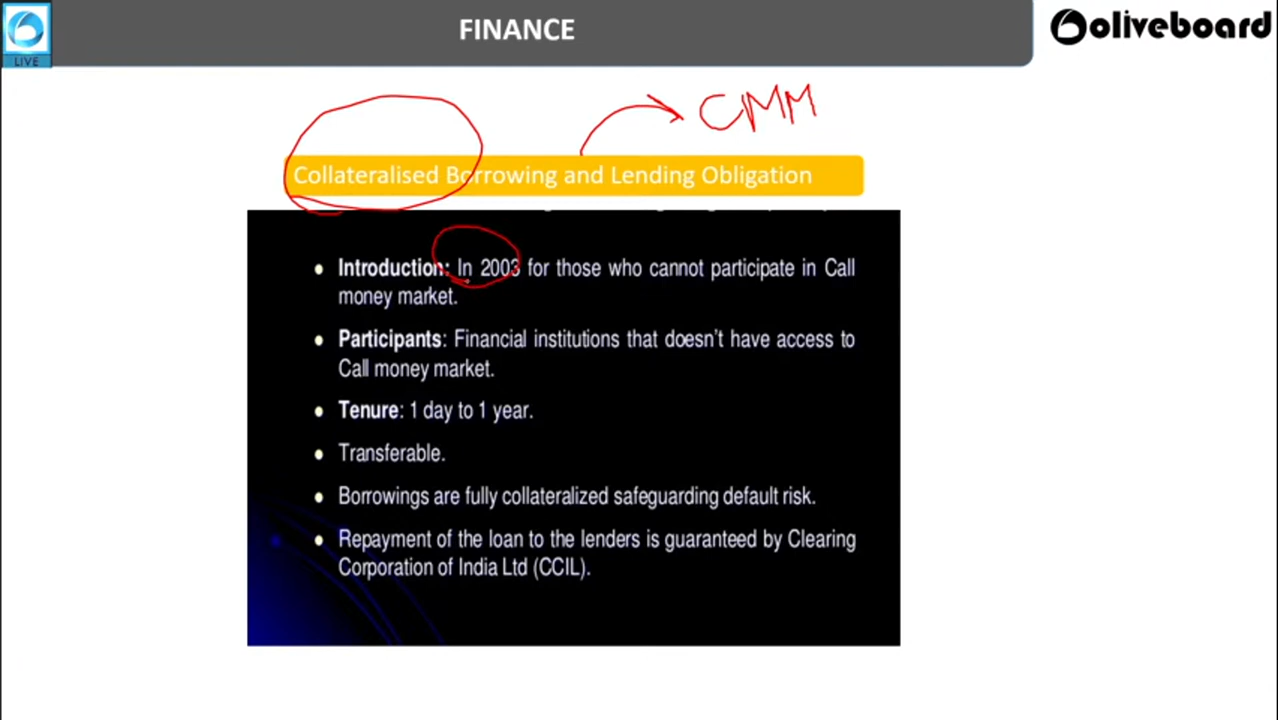 FINANCE
LIVE
oliveboard
CMM
Collateralised Borrowing and Lending Obligation
• Introduction: In 2003 for those who cannot participate in Call
money market.
• Participants: Financial institutions that doesn't have access to
Call money market.
• Tenure: 1 day to 1 year.
• Transferable.
• Borrowings are fully collateralized safeguarding default risk.
• Repayment of the loan to the lenders is guaranteed by Clearing
Corporation of India Ltd (CCIL).